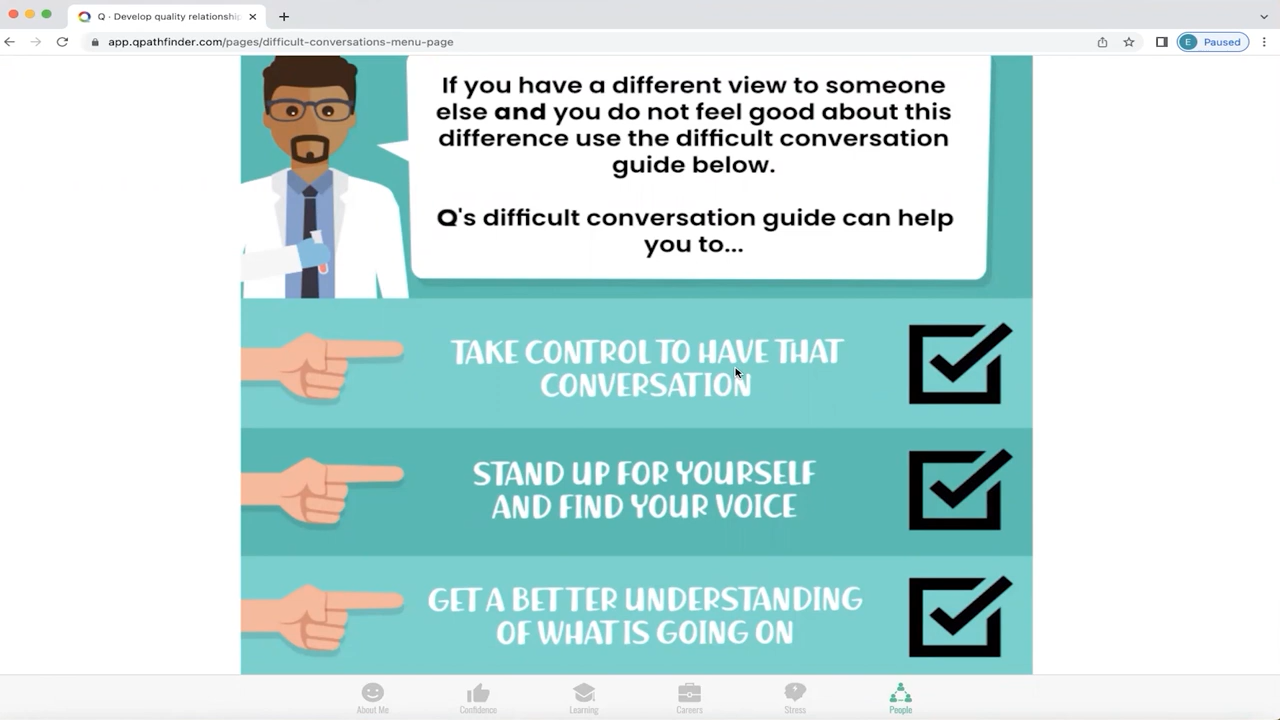 Q - Develop quality relationship
app.qpathfinder.com/pages/difficult-conversations-menu-page
E
Paused
If you have a different view to someone
else and you do not feel good about this
difference use the difficult conversation
guide below.
Q's difficult conversation guide can help
you to...
TAKE CONTROL TO HAVE THAT
CONVERSATION
STAND UP FOR YOURSELF
AND FIND YOUR VOICE
GET A BETTER UNDERSTANDING
OF WHAT IS GOING ON
About Me
Confidence
Learning
Careers
Stress
People